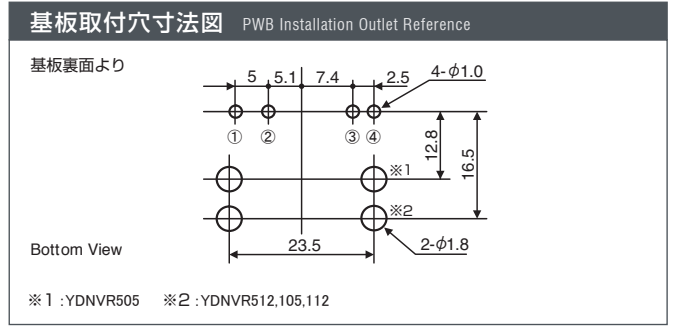 基板取付穴寸法図 PWB Installation Outlet Reference
基板裏面より
5 5.1 7.4 2.5 4-φ1.0
① ② ③ ④
12.8
16.5
※1
※2
23.5
2-φ1.8
Bottom View
※1 :YDNVR505 ※2 :YDNVR512,105,112